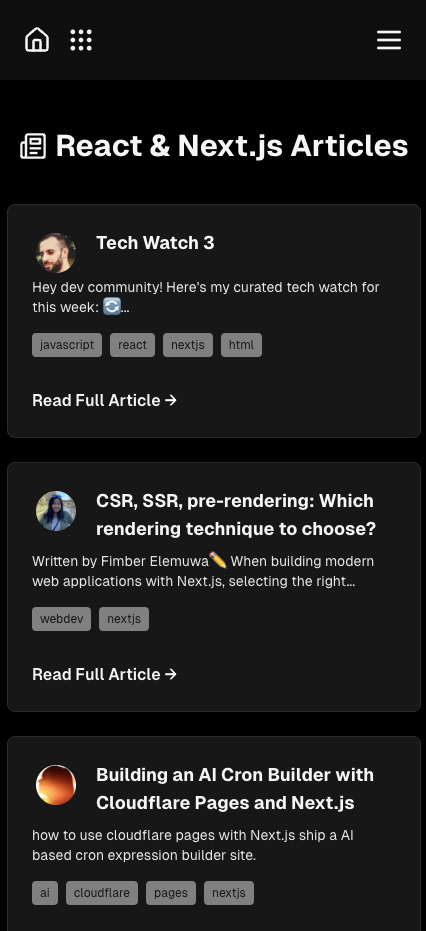 React & Next.js Articles
Tech Watch 3
Hey dev community! Here's my curated tech watch for
this week: 🔄...
javascript react nextjs html
Read Full Article →
CSR, SSR, pre-rendering: Which
rendering technique to choose?
Written by Fimber Elemuwa✏️ When building modern
web applications with Next.js, selecting the right...
webdev nextjs
Read Full Article →
Building an AI Cron Builder with
Cloudflare Pages and Next.js
how to use cloudflare pages with Next.js ship a AI
based cron expression builder site.
ai cloudflare pages nextjs